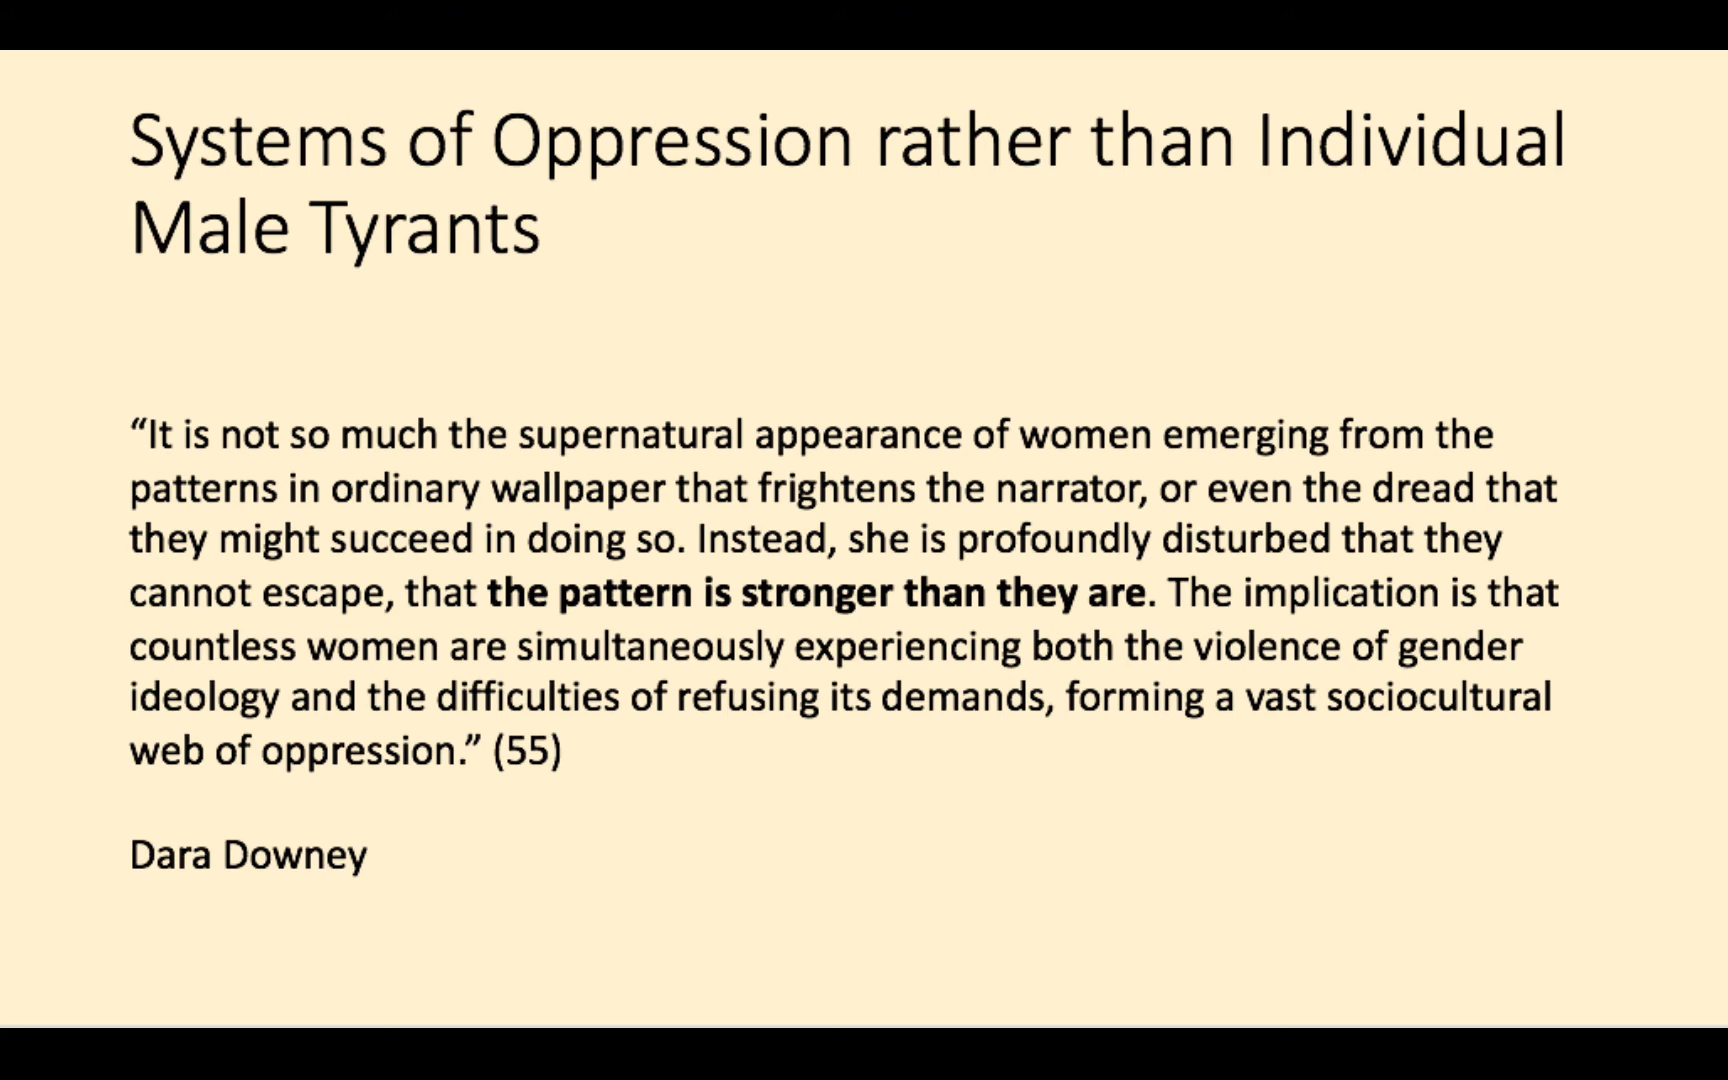 Systems of Oppression rather than Individual
Male Tyrants
“It is not so much the supernatural appearance of women emerging from the
patterns in ordinary wallpaper that frightens the narrator, or even the dread that
they might succeed in doing so. Instead, she is profoundly disturbed that they
cannot escape, that the pattern is stronger than they are. The implication is that
countless women are simultaneously experiencing both the violence of gender
ideology and the difficulties of refusing its demands, forming a vast sociocultural
web of oppression.” (55)
Dara Downey